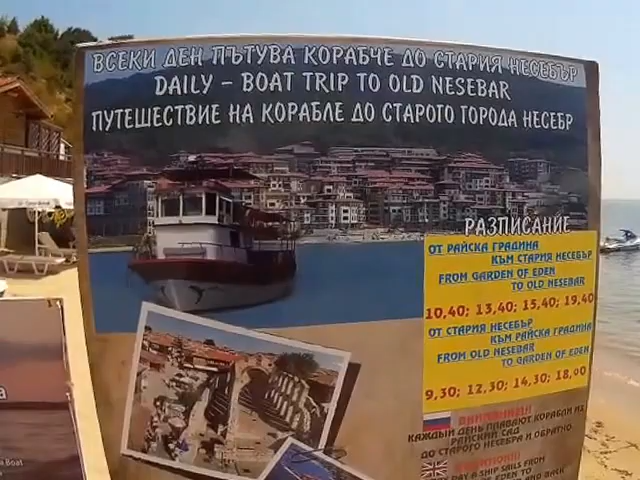 ВСЕКИ ДЕН ПЪТУВА КОРАБЧЕ ДО СТАРИЯ НЕСЕБЪР
DAILY – BOAT TRIP TO OLD NESEBAR
ПУТЕШЕСТВИЕ НА КОРАБЛЕ ДО СТАРОГО ГОРОДА НЕСЕБР
РАЗПИСАНИЕ
ОТ РАЙСКА ГРАДИНА
КЪМ СТАРИЯ НЕСЕБЪР
FROM GARDEN OF EDEN
TO OLD NESEBAR
10,40; 13,40; 15,40; 19,40
ОТ СТАРИЯ НЕСЕБЪР
КЪМ РАЙСКА ГРАДИНА
FROM OLD NESEBAR
TO GARDEN OF EDEN
9,30; 12,30; 14,30; 18,00
ВНИМАНИЕ!
КАЖДЫЙ ДЕНЬ ПЛАВАЮТ КОРАБЛИ ИЗ
РАЙСКИЙ САД
ДО СТАРОГО НЕСЕБРА И ОБРАТНО.
DAY A SHIP SAILS FROM
Boat